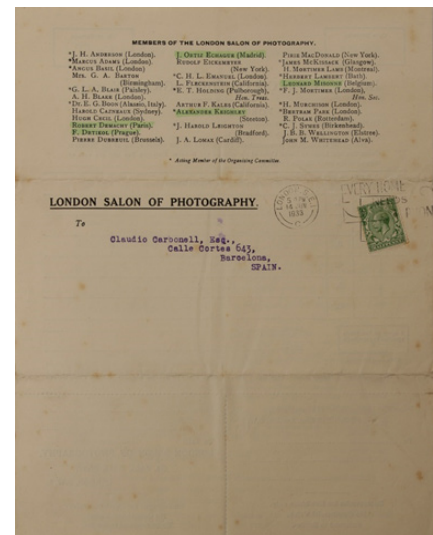 MEMBERS OF THE LONDON SALON OF PHOTOGRAPHY.
*J. H. ANDERSON (London).
*MARCUS ADAMS (London).
*ANGUS BASIL (London).
MRS. G. A. BARTON
(Birmingham).
*G. L. A. BLAIR (Paisley).
A. H. BLAKE (London).
*DR. E. G. BOON (Alassio, Italy).
HAROLD CAZNEAUX (Sydney).
HUGH CECIL (London).
ROBERT DEMACHY (Paris).
F. DRTIKOL (Prague).
PIERRE DUBREUIL (Brussels).
J. ORTIZ ECHAGUE (Madrid).
RUDOLF EICKEMEYER
(New York).
*C. H. L. EMANUEL (London).
L. FLECKENSTEIN (California).
*E. T. HOLDING (Pulborough),
Hon. Treas.
ARTHUR F. KALES (California).
*ALEXANDER KEIGHLEY
(Steeton).
*J. HAROLD LEIGHTON
(Bradford).
J. A. LOMAX (Cardiff).
PIRIE MACDONALD (New York).
*JAMES MCKISSACK (Glasgow).
H. MORTIMER LAMB (Montreal).
*HERBERT LAMBERT (Bath).
LEONARD MISONNE (Belgium).
*F. J. MORTIMER (London),
Hon. Sec.
*H. MURCHISON (London).
*BERTRAM PARK (London).
R. POLAK (Rotterdam).
*C. J. SYMES (Birkenhead).
J. B. B. WELLINGTON (Elstree).
JOHN M. WHITEHEAD (Alva).
* Acting Member of the Organizing Committee.
LONDON SALON OF PHOTOGRAPHY.
To
Claudio Carbonell, Esq.,
Calle Cortes 643,
Barcelona,
SPAIN.
EVERY HOME